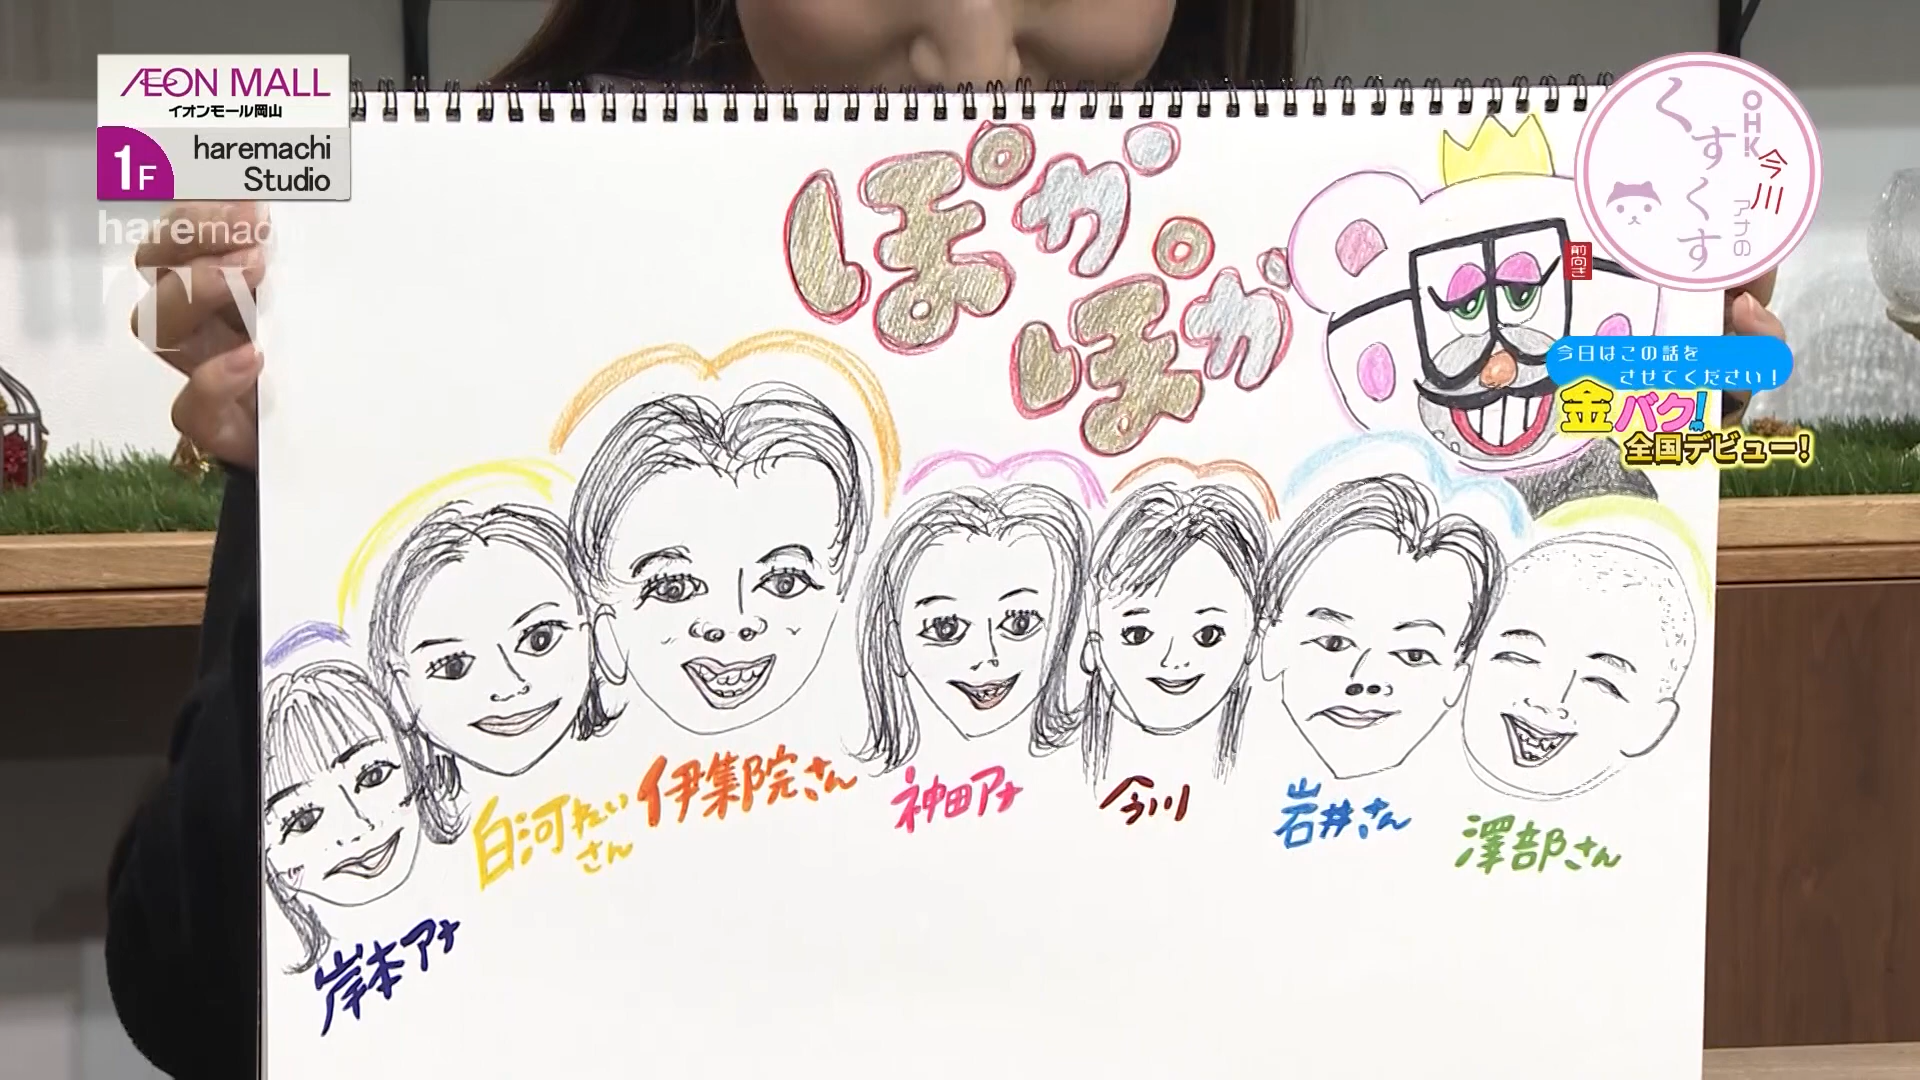 ÆON MALL
イオンモール岡山
1F
haremachi
Studio
haremachi
TV
ぽかぽか
OHK
今川
アナの
くすくす
前向き
今日はこの話を
させてください!
金バク!
全国デビュー!
岸本アナ
白河れい
さん
伊集院さん
神田アナ
今川
岩井さん
澤部さん